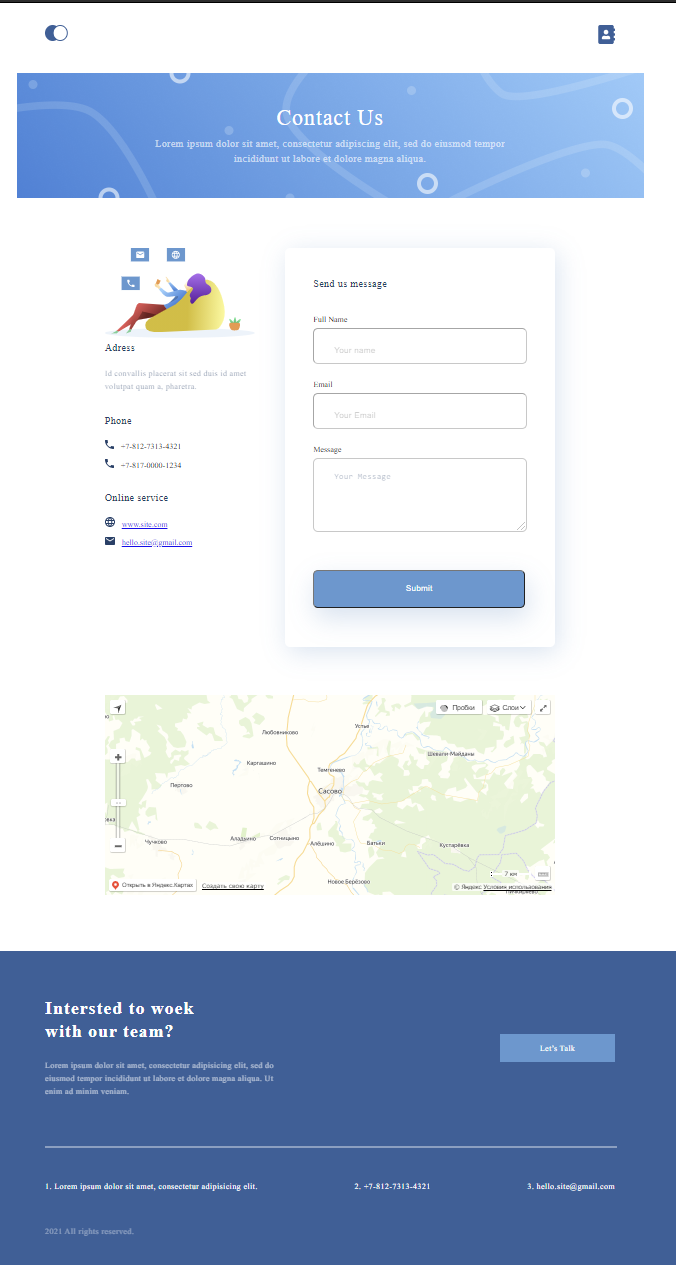 Contact Us
Lorem ipsum dolor sit amet, consectetur adipiscing elit, sed do eiusmod tempor
incididunt ut labore et dolore magna aliqua.
Adress
Id convallis placerat sit sed duis id amet
volutpat quam a, pharetra.
Phone
+7-812-7313-4321
+7-817-0000-1234
Online service
www.site.com
hello.site@gmail.com
Send us message
Full Name
Your name
Email
Your Email
Message
Your Message
Submit
Пробки
Слои
Устье
Любовниково
Шевали-Майданы
Каргашино
Темгенево
Пертово
Сасово
Чучково
Аладьино
Сотницыно
Алёшино
Батьки
Кустарёвка
7 км
Новое Берёзово
Открыть в Яндекс.Картах
Создать свою карту
© Яндекс Условия использования
Intersted to woek
with our team?
Let's Talk
Lorem ipsum dolor sit amet, consectetur adipisicing elit, sed do
eiusmod tempor incididunt ut labore et dolore magna aliqua. Ut
enim ad minim veniam.
1. Lorem ipsum dolor sit amet, consectetur adipisicing elit.
2. +7-812-7313-4321
3. hello.site@gmail.com
2021 All rights reserved.